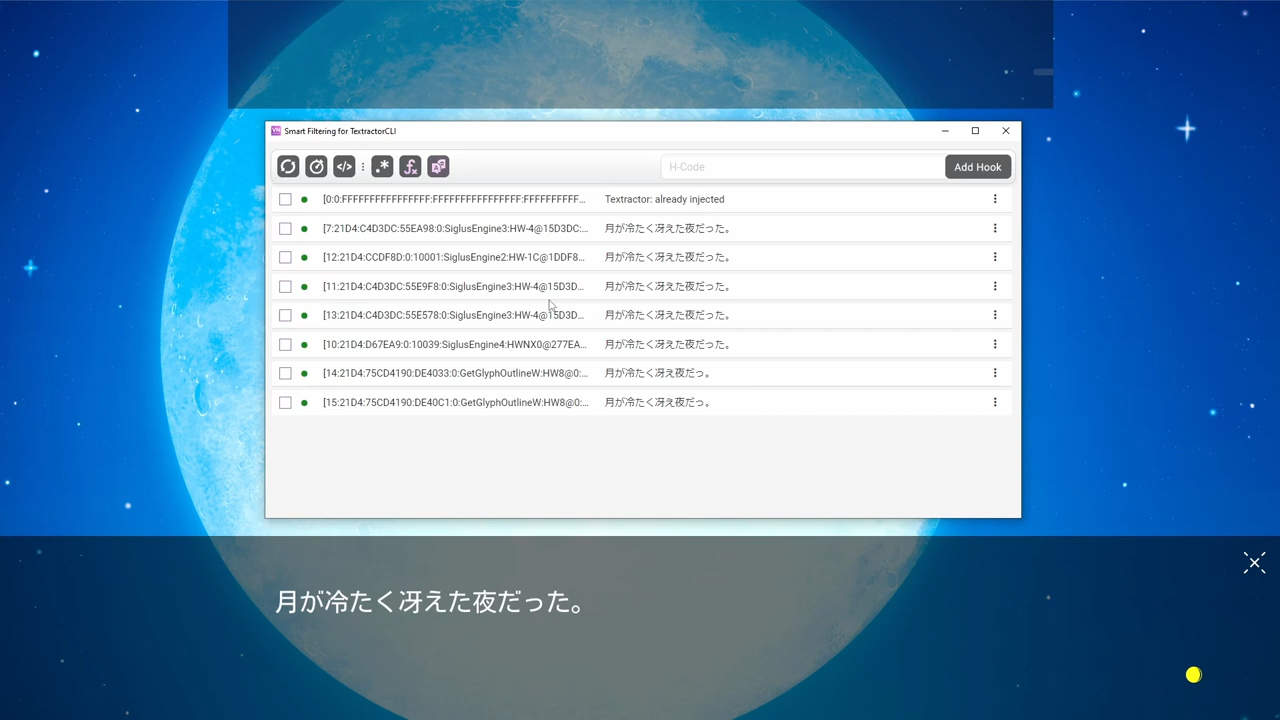 Smart Filtering for TextractorCLI
H-Code
Add Hook
[0:0:FFFFFFFFFFFFFFFF:FFFFFFFFFFFFFFFF:FFFFFFFFFF... Textractor: already injected
[7:21D4:C4D3DC:55EA98:0:SiglusEngine3:HW-4@15D3DC:... 月が冷たく冴えた夜だった。
[12:21D4:CCDF8D:0:10001:SiglusEngine2:HW-1C@1DDF8... 月が冷たく冴えた夜だった。
[11:21D4:C4D3DC:55E9F8:0:SiglusEngine3:HW-4@15D3D... 月が冷たく冴えた夜だった。
[13:21D4:C4D3DC:55E578:0:SiglusEngine3:HW-4@15D3D... 月が冷たく冴えた夜だった。
[10:21D4:D67EA9:0:10039:SiglusEngine4:HWNX0@277EA... 月が冷たく冴えた夜だった。
[14:21D4:75CD4190:DE4033:0:GetGlyphOutlineW:HW8@0:... 月が冷たく冴え夜だっ。
[15:21D4:75CD4190:DE40C1:0:GetGlyphOutlineW:HW8@0:... 月が冷たく冴え夜だっ。
月が冷たく冴えた夜だった。